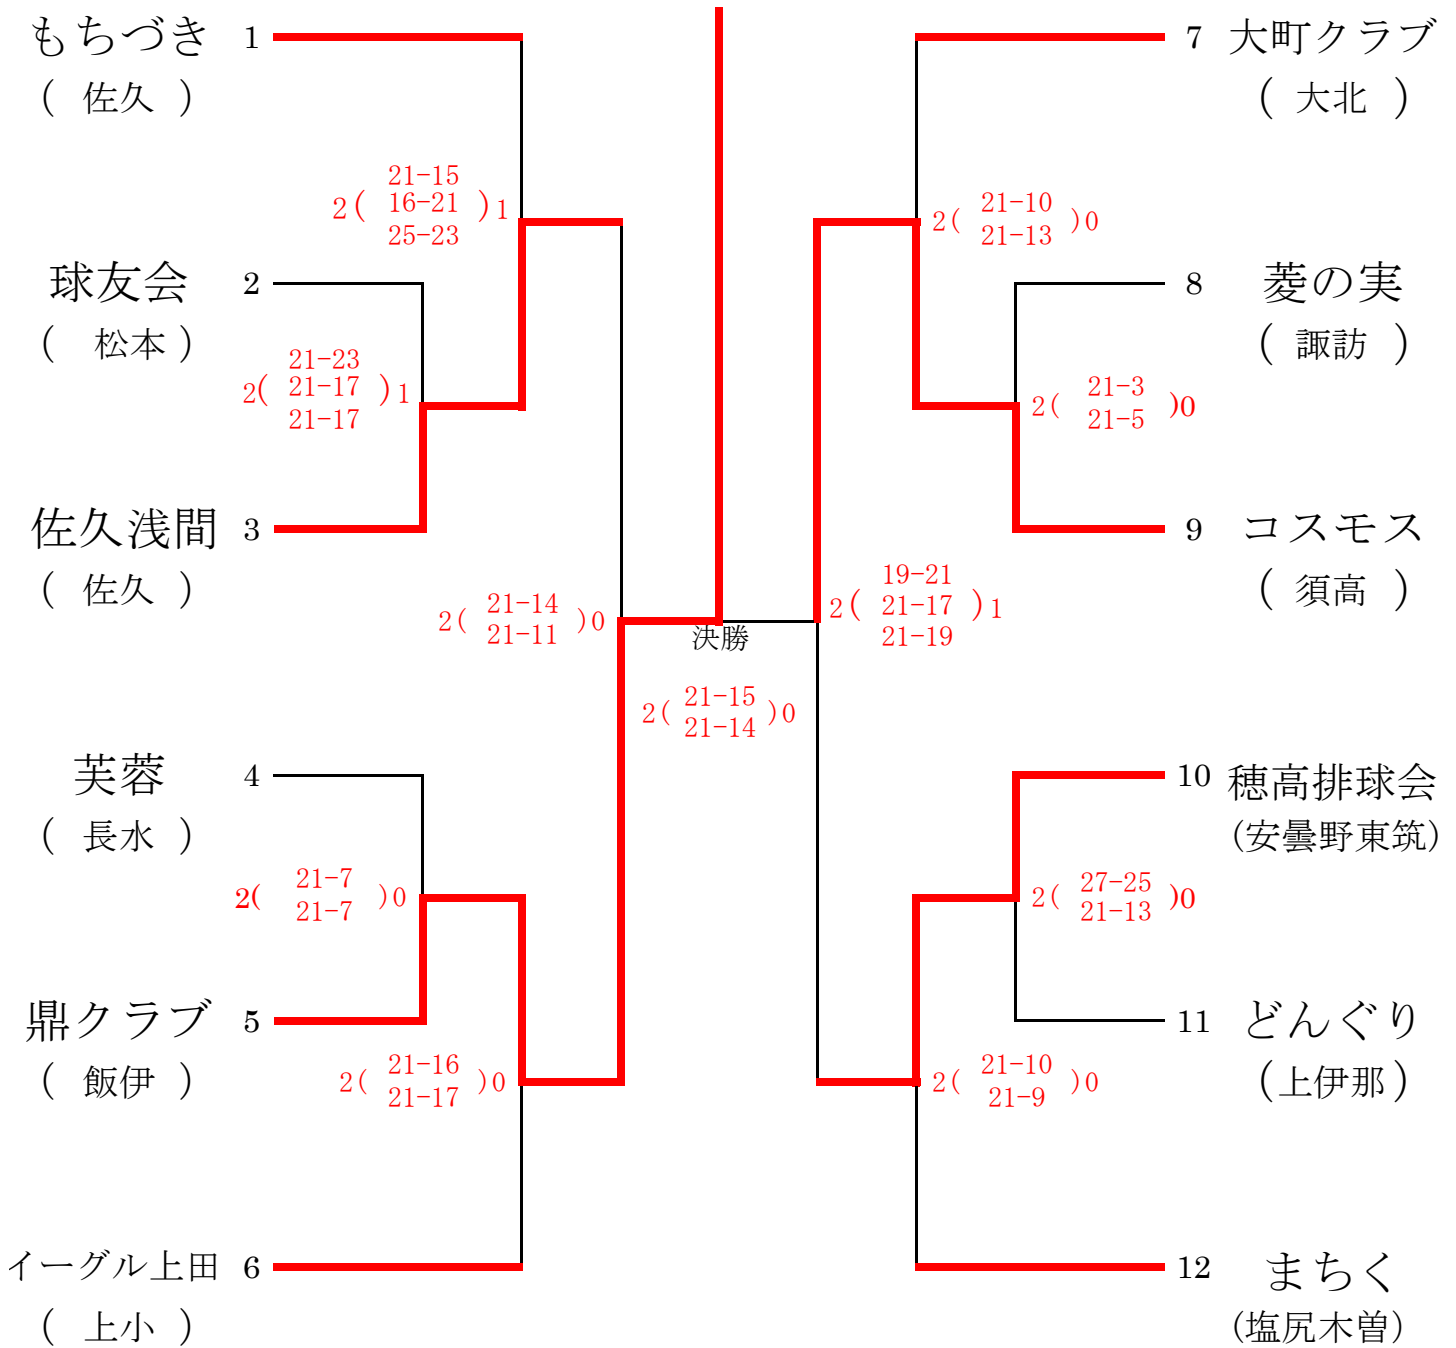 もちづき 1
( 佐久 )
21-15
2( 16-21 )1
25-23
球友会 2
( 松本 )
21-23
2( 21-17 )1
21-17
佐久浅間 3
( 佐久 )
21-14
2( )0
21-11
芙蓉 4
( 長水 )
21-7
2( )0
21-7
鼎クラブ 5
( 飯伊 )
21-16
2( )0
21-17
イーグル上田 6
( 上小 )
決勝
21-15
2( )0
21-14
7 大町クラブ
( 大北 )
21-10
2( )0
21-13
8 菱の実
( 諏訪 )
21-3
2( )0
21-5
9 コスモス
( 須高 )
19-21
2( 21-17 )1
21-19
10 穂高排球会
(安曇野東筑)
27-25
2( )0
21-13
11 どんぐり
(上伊那)
21-10
2( )0
21-9
12 まちく
(塩尻木曽)